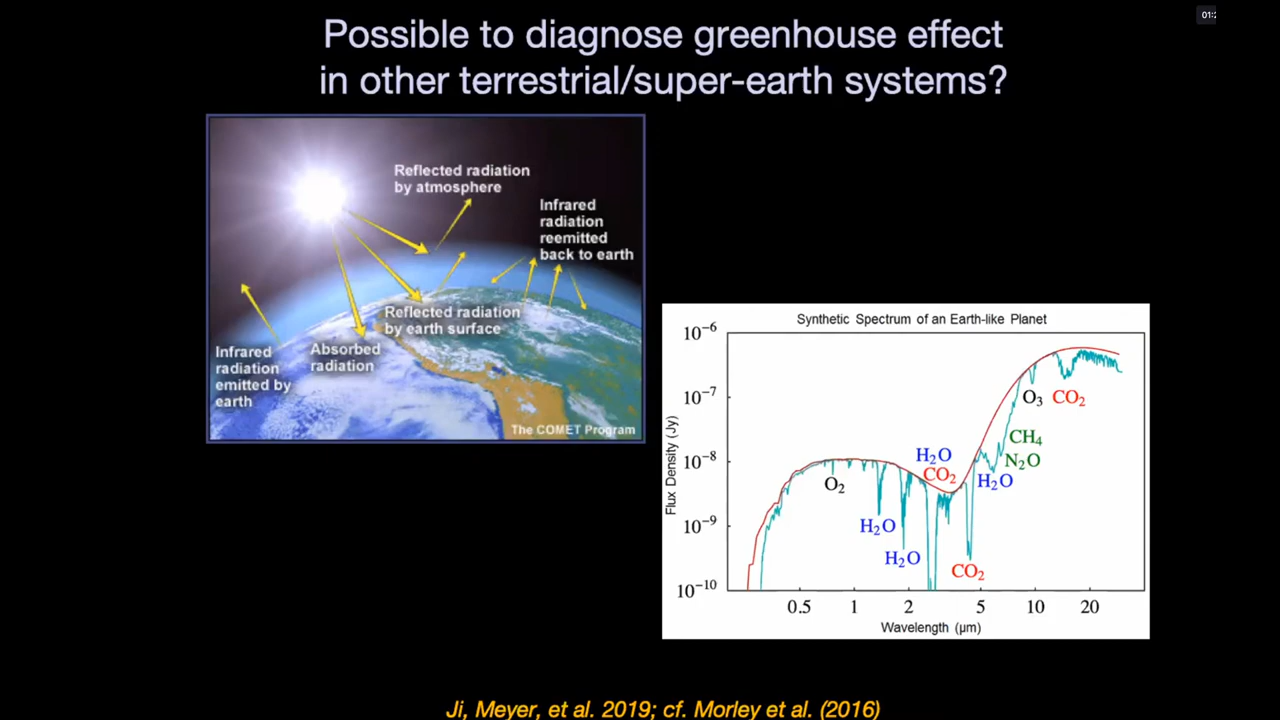 01:2
Possible to diagnose greenhouse effect
in other terrestrial/super-earth systems?
Reflected radiation
by atmosphere
Infrared
radiation
reemitted
back to earth
Reflected radiation
by earth surface
Absorbed
radiation
Infrared
radiation
emitted by
earth
The COMET Program
Synthetic Spectrum of an Earth-like Planet
Flux Density (Jy)
10⁻⁶
10⁻⁷
10⁻⁸
10⁻⁹
10⁻¹⁰
O₃
CO₂
CH₄
N₂O
H₂O
H₂O
CO₂
O₂
H₂O
H₂O
CO₂
0.5 1 2 5 10 20
Wavelength (μm)
Ji, Meyer, et al. 2019; cf. Morley et al. (2016)